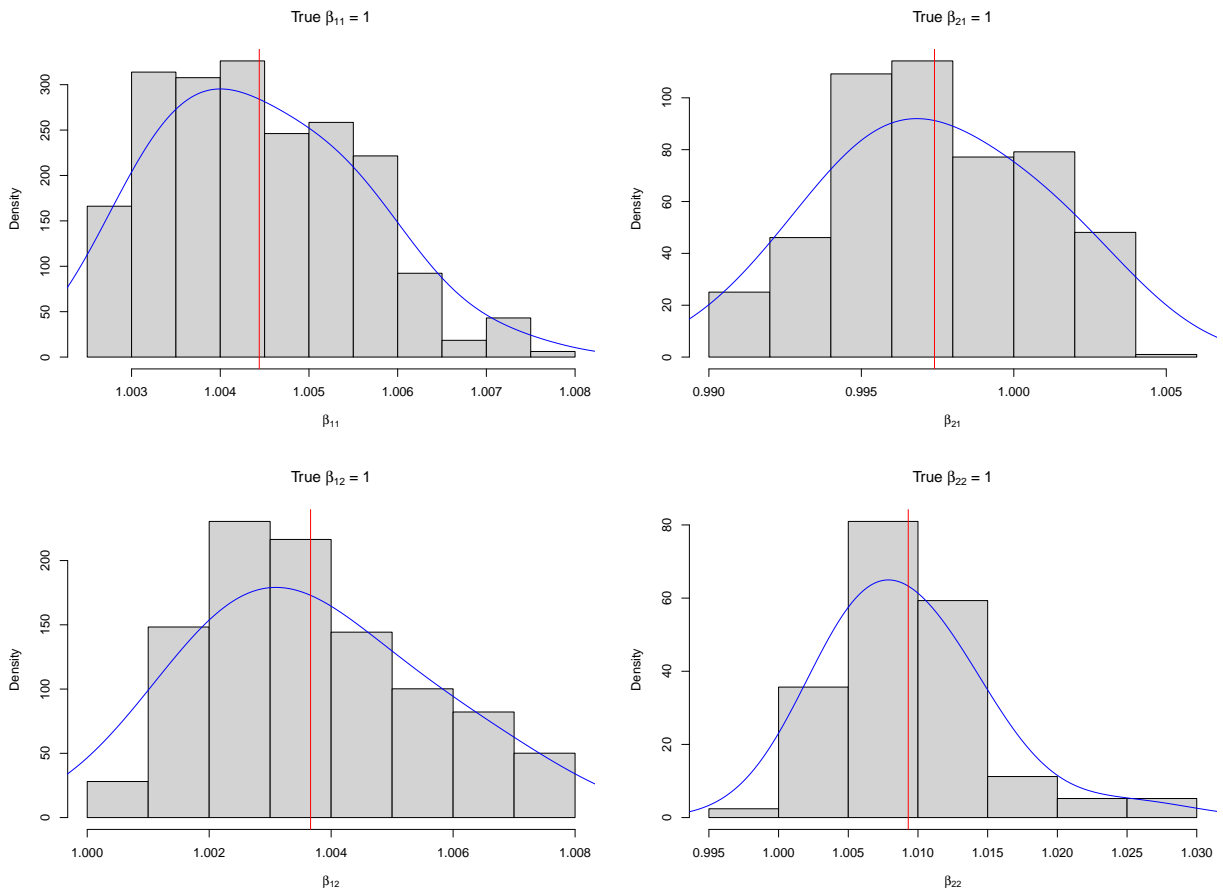 True β11 = 1
Density
0 50 100 150 200 250 300
1.003 1.004 1.005 1.006 1.007 1.008
β11
True β21 = 1
Density
0 20 40 60 80 100
0.990 0.995 1.000 1.005
β21
True β12 = 1
Density
0 50 100 150 200
1.000 1.002 1.004 1.006 1.008
β12
True β22 = 1
Density
0 20 40 60 80
0.995 1.000 1.005 1.010 1.015 1.020 1.025 1.030
β22